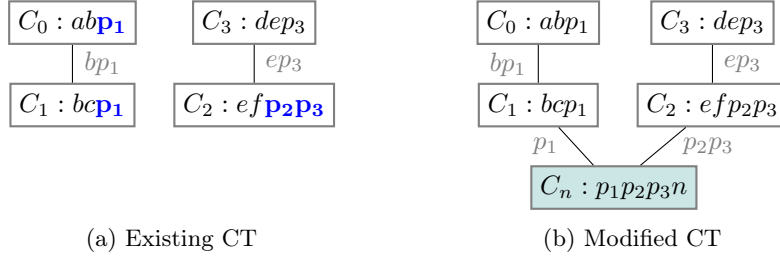 C₀ : abp₁ C₃ : dep₃ C₀ : abp₁ C₃ : dep₃
bp₁ ep₃ bp₁ ep₃
C₁ : bcp₁ C₂ : efp₂p₃ C₁ : bcp₁ C₂ : efp₂p₃
p₁ p₂p₃
Cₙ : p₁p₂p₃n
(a) Existing CT (b) Modified CT